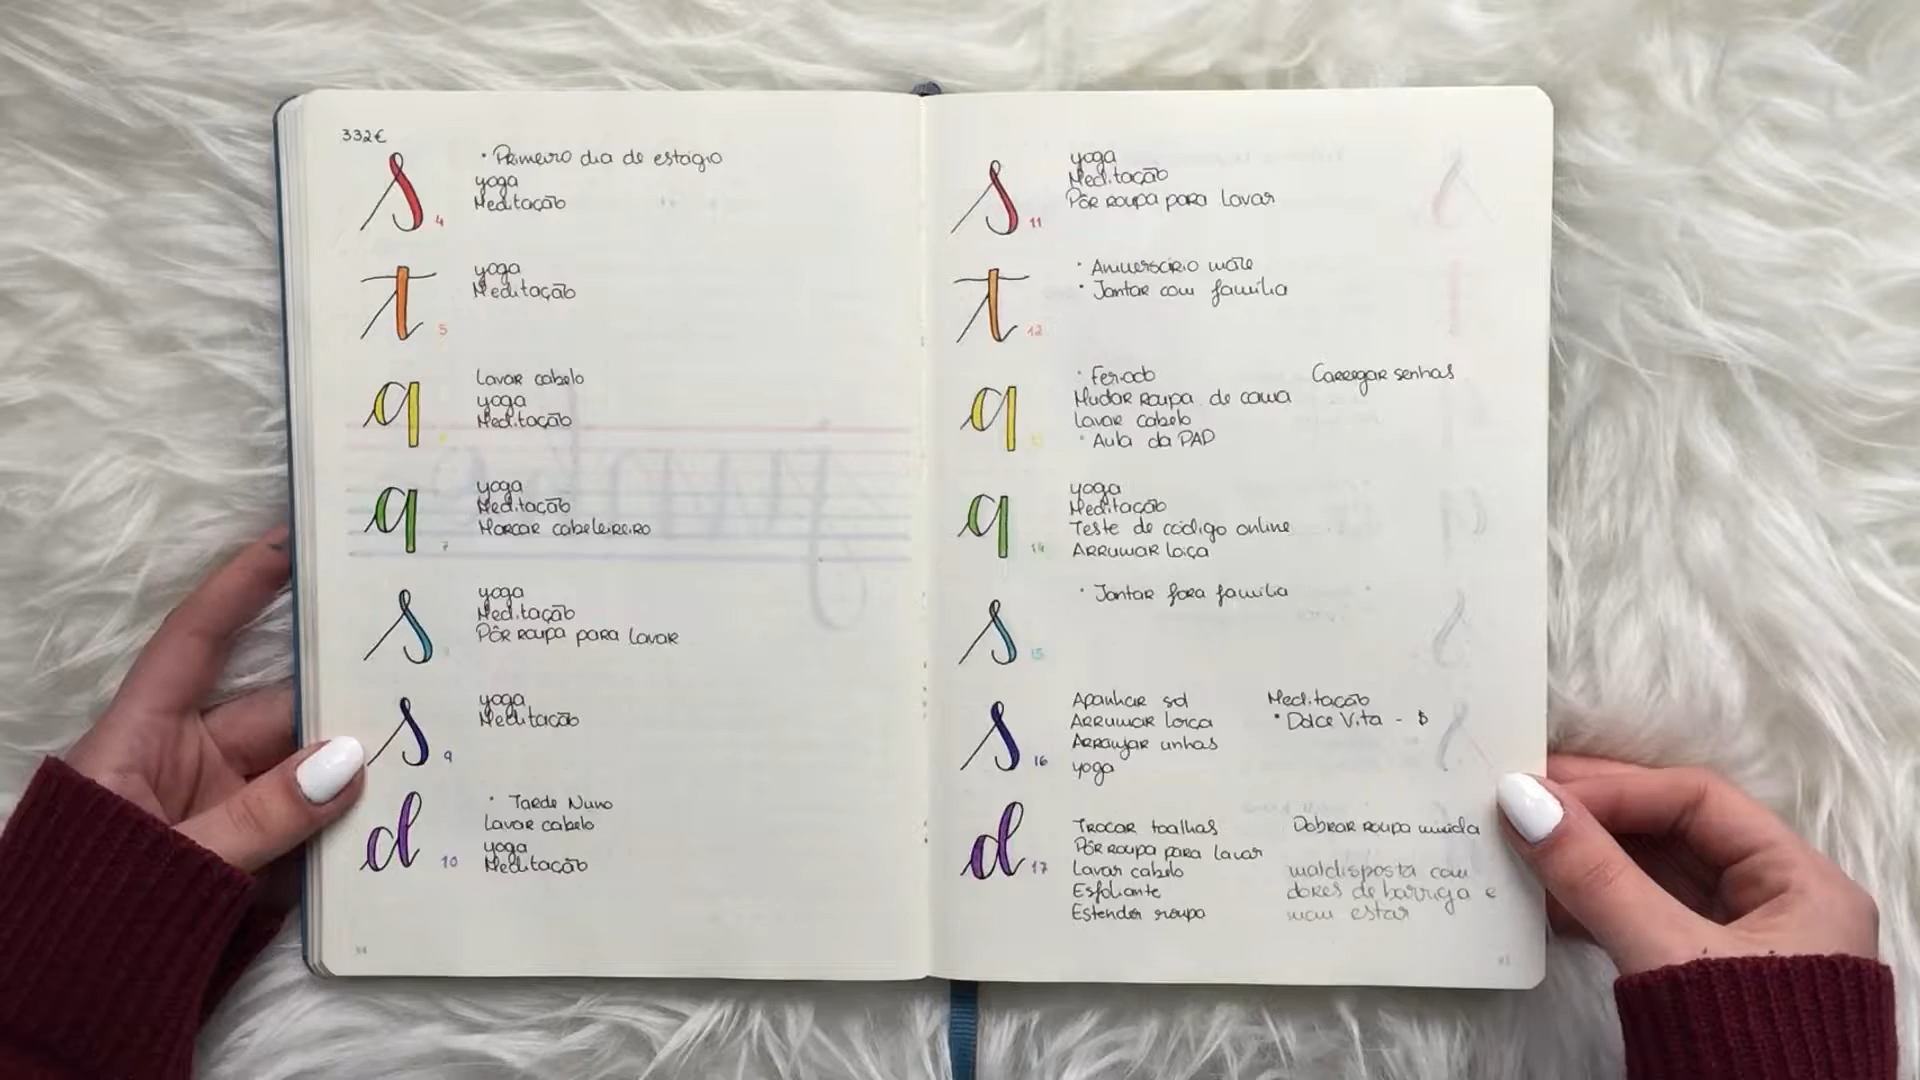 332€
s 4
• Primeiro dia de estágio
yoga
Meditação
t 5
yoga
Meditação
q
Lavar cabelo
yoga
Meditação
q 7
yoga
Meditação
Marcar cabeleireiro
s
yoga
Meditação
Pôr roupa para lavar
s 9
yoga
Meditação
d 10
• Tarde Nuno
Lavar cabelo
yoga
Meditação
s 11
yoga
Meditação
Pôr roupa para lavar
t 12
• Aniversário mãe
• Jantar com família
q 13
• Feriado
Mudar roupa de cama
Lavar cabelo
• Aula da PAP
Carregar senhas
q 14
yoga
Meditação
Teste de código online
Arrumar loiça
s 15
• Jantar fora família
s 16
Apanhar sol
Arrumar loiça
Arranjar unhas
yoga
Meditação
• Dolce Vita - $
d 17
Trocar toalhas
Pôr roupa para lavar
Lavar cabelo
Esfoliante
Estender roupa
Dobrar roupa miúda
maldisposta com
dores de barriga e
mau estar